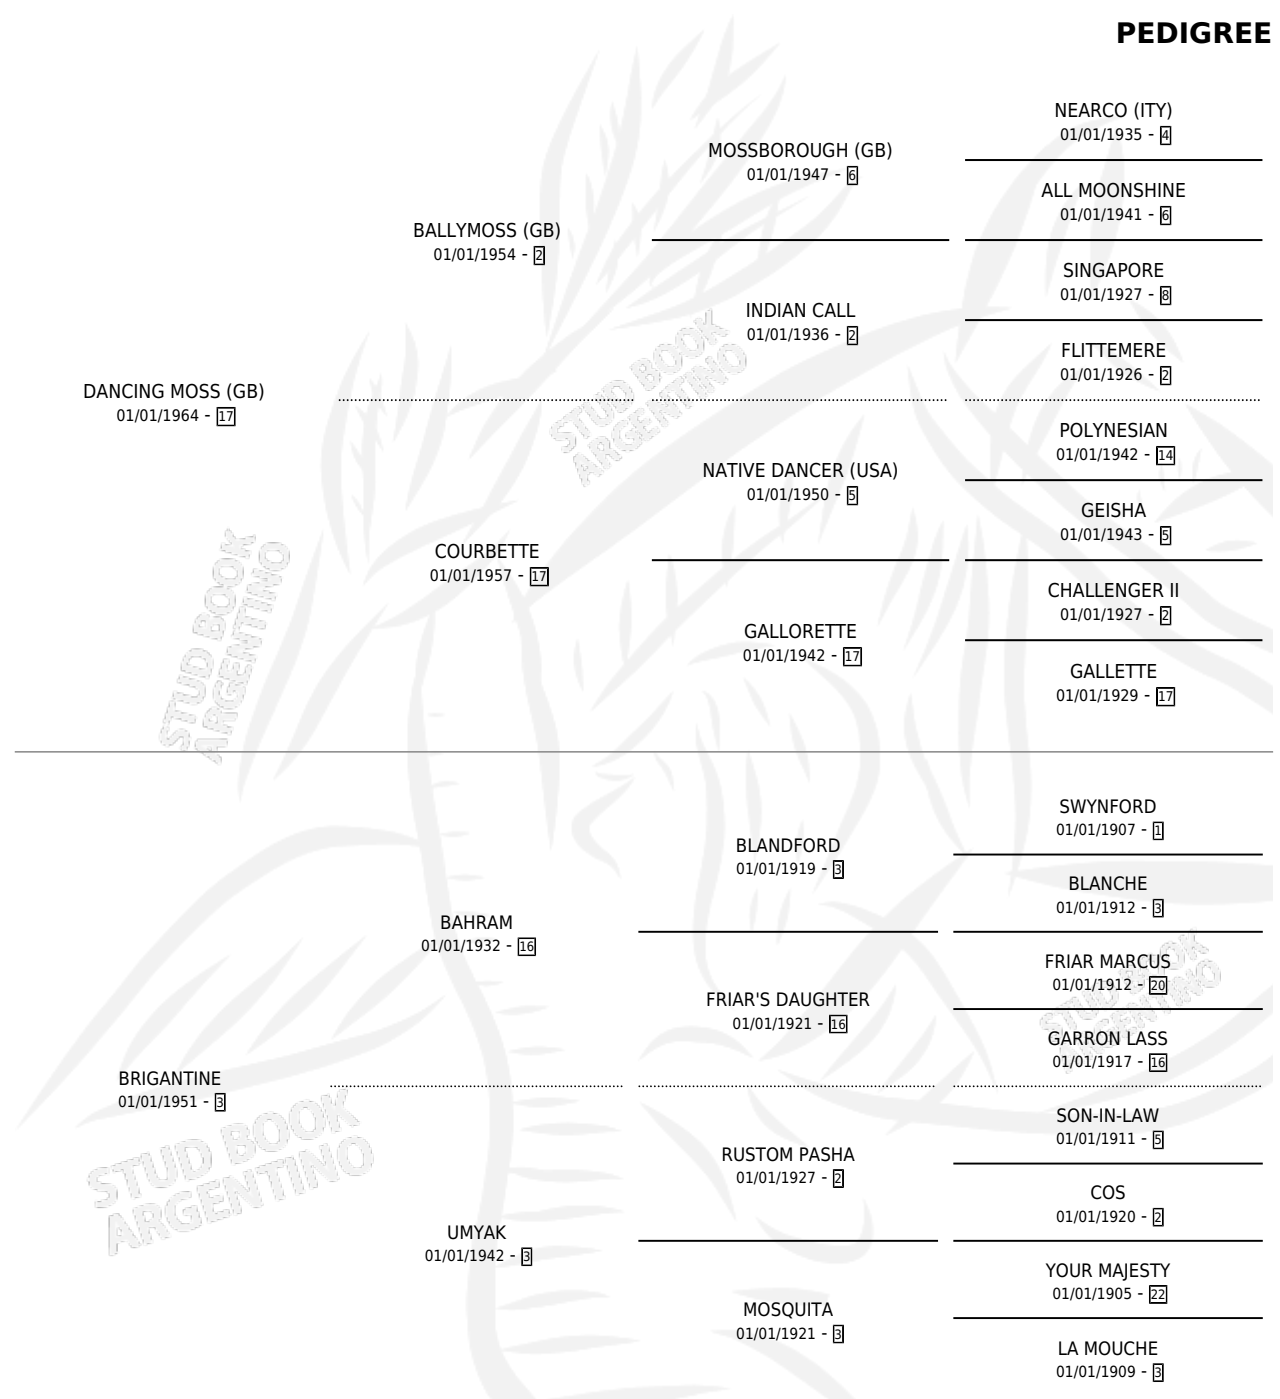 PEDIGREE
NEARCO (ITY)
01/01/1935 - 4
MOSSBOROUGH (GB)
01/01/1947 - 6
ALL MOONSHINE
01/01/1941 - 6
BALLYMOSS (GB)
01/01/1954 - 2
SINGAPORE
01/01/1927 - 8
INDIAN CALL
01/01/1936 - 2
FLITTEMERE
01/01/1926 - 2
DANCING MOSS (GB)
01/01/1964 - 17
STUD BOOK
ARGENTINO
POLYNESIAN
01/01/1942 - 14
NATIVE DANCER (USA)
01/01/1950 - 5
GEISHA
01/01/1943 - 5
COURBETTE
01/01/1957 - 17
CHALLENGER II
01/01/1927 - 2
GALLORETTE
01/01/1942 - 17
GALLETTE
01/01/1929 - 17
STUD BOOK
ARGENTINO
SWYNFORD
01/01/1907 - 1
BLANDFORD
01/01/1919 - 3
BLANCHE
01/01/1912 - 3
BAHRAM
01/01/1932 - 16
FRIAR MARCUS
01/01/1912 - 20
FRIAR'S DAUGHTER
01/01/1921 - 16
STUD BOOK
ARGENTINO
GARRON LASS
01/01/1917 - 16
BRIGANTINE
01/01/1951 - 3
SON-IN-LAW
01/01/1911 - 5
RUSTOM PASHA
01/01/1927 - 2
COS
01/01/1920 - 2
STUD BOOK
ARGENTINO
UMYAK
01/01/1942 - 3
YOUR MAJESTY
01/01/1905 - 22
MOSQUITA
01/01/1921 - 3
LA MOUCHE
01/01/1909 - 3